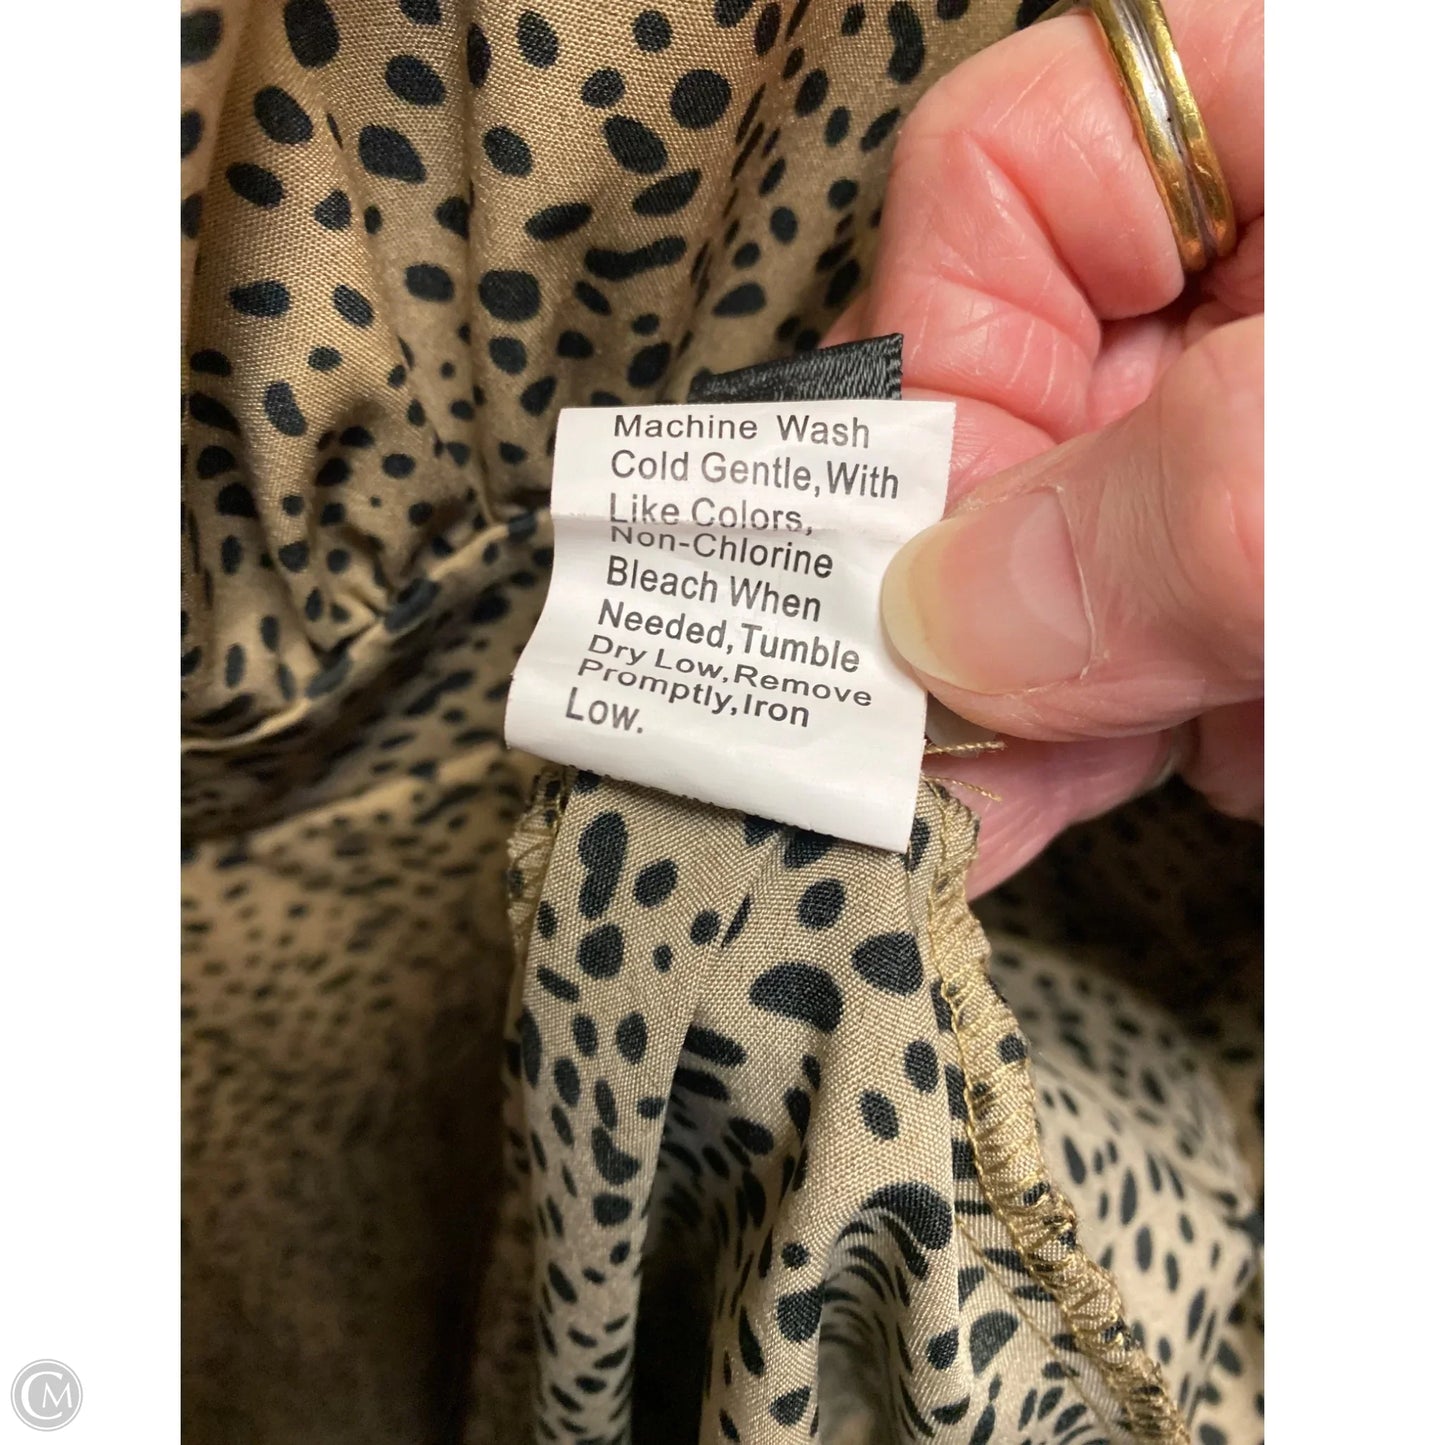 Machine Wash
Cold Gentle,With
Like Colors,
Non-Chlorine
Bleach When
Needed,Tumble
Dry Low,Remove
Promptly,Iron
Low.
CM